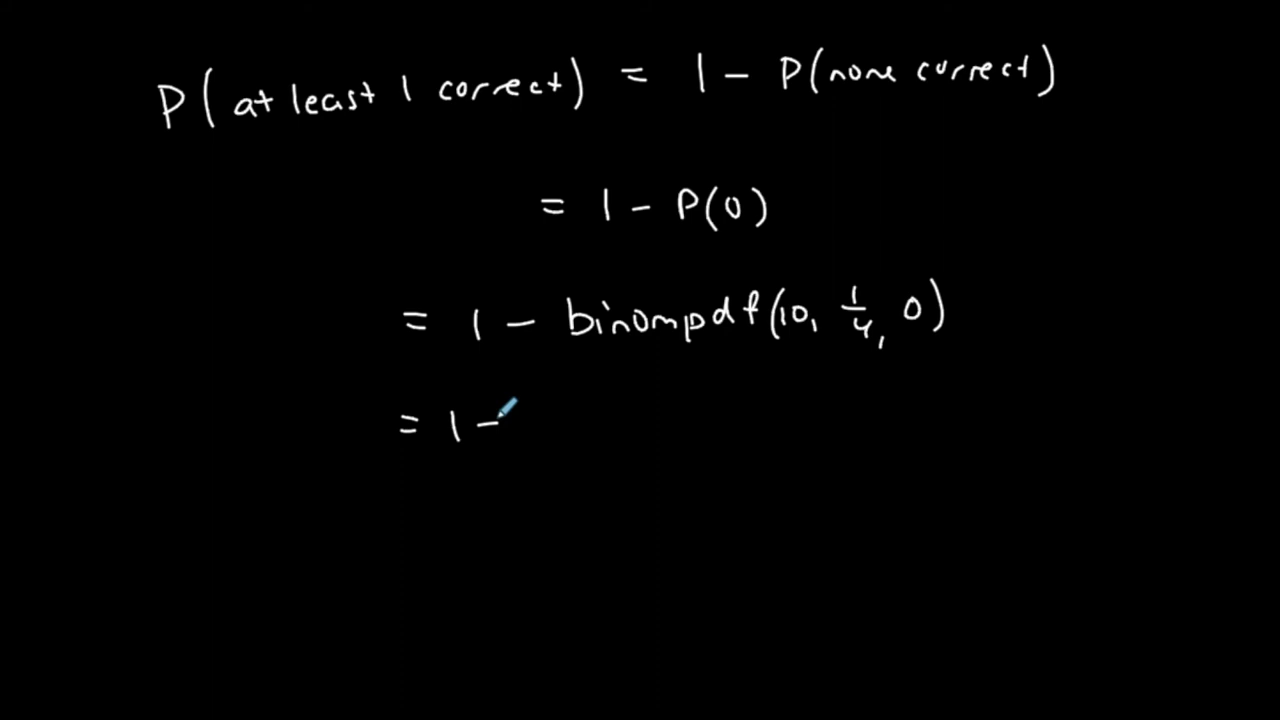 P(at least 1 correct) = 1 - P(none correct)
= 1 - P(0)
= 1 - binompdf(10, 1/4, 0)
= 1 -